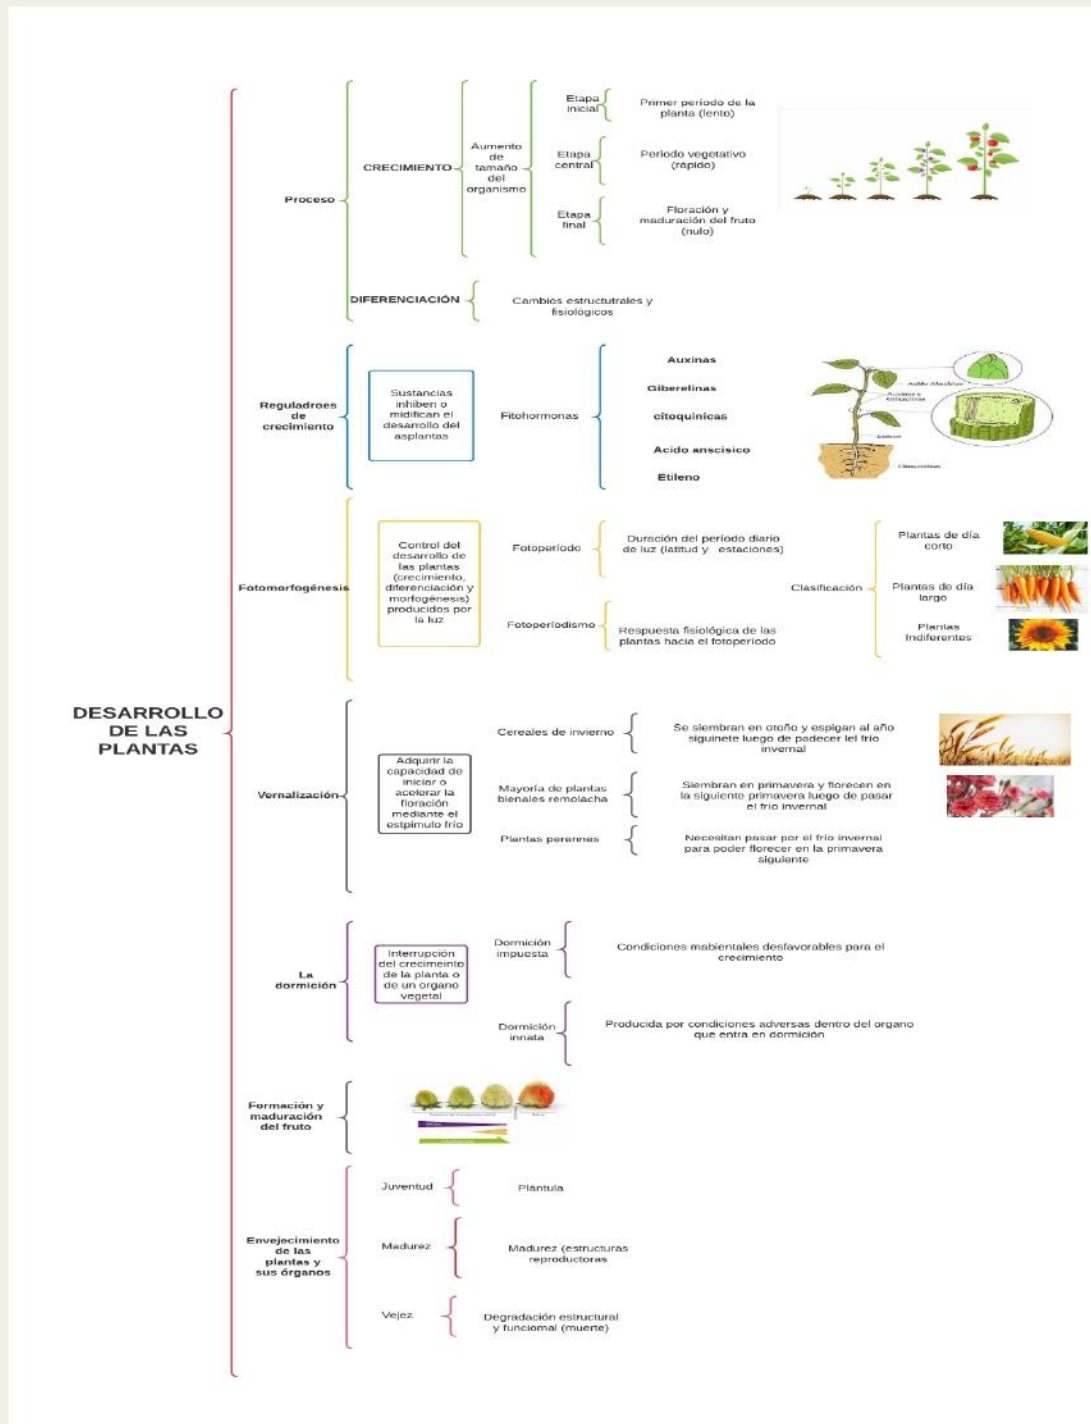 DESARROLLO
DE LAS
PLANTAS
Proceso
CRECIMIENTO
Aumento
de
tamaño
del
organismo
Etapa
inicial
Primer período de la
planta (lento)
Etapa
central
Período vegetativo
(rápido)
Etapa
final
Floración y
maduración del fruto
(nulo)
DIFERENCIACIÓN
Cambios estructutrales y
fisiológicos
Reguladroes
de
crecimiento
Sustancias
inhiben o
midifican el
desarrollo del
asplantas
Fitohormonas
Auxinas
Giberelinas
citoquinicas
Ácido anscísico
Etileno
Fotomorfogénesis
Control del
desarrollo de
las plantas
(crecimiento,
diferenciación y
morfogénesis)
producidos por
la luz
Fotoperíodo
Duración del período diario
de luz (latitud y estaciones)
Fotoperíodismo
Respuesta fisiológica de las
plantas hacia el fotoperiodo
Clasificación
Plantas de día
corto
Plantas de día
largo
Plantas
Indiferentes
Vernalización
Adquirir la
capacidad de
iniciar o
acelerar la
floración
mediante el
estpimulo frío
Cereales de invierno
Se siembran en otoño y espigan al año
siguinete luego de padecer lel frío
invernal
Mayoría de plantas
bienales remolacha
Siembran en primavera y florecen en
la siguiente primavera luego de pasar
el frío invernal
Plantas perennes
Necesitan pasar por el frío invernal
para poder florecer en la primavera
siguiente
La
dormición
Interrupción
del crecimeinto
de la planta o
de un organo
vegetal
Dormición
impuesta
Condiciones mabientales desfavorables para el
crecimiento
Dormición
innata
Producida por condiciones adversas dentro del organo
que entra en dormición
Formación y
maduración
del fruto
Envejecimiento
de las
plantas y
sus órganos
Juventud
Plántula
Madurez
Madurez (estructuras
reproductoras
Vejez
Degradación estructural
y funciomal (muerte)